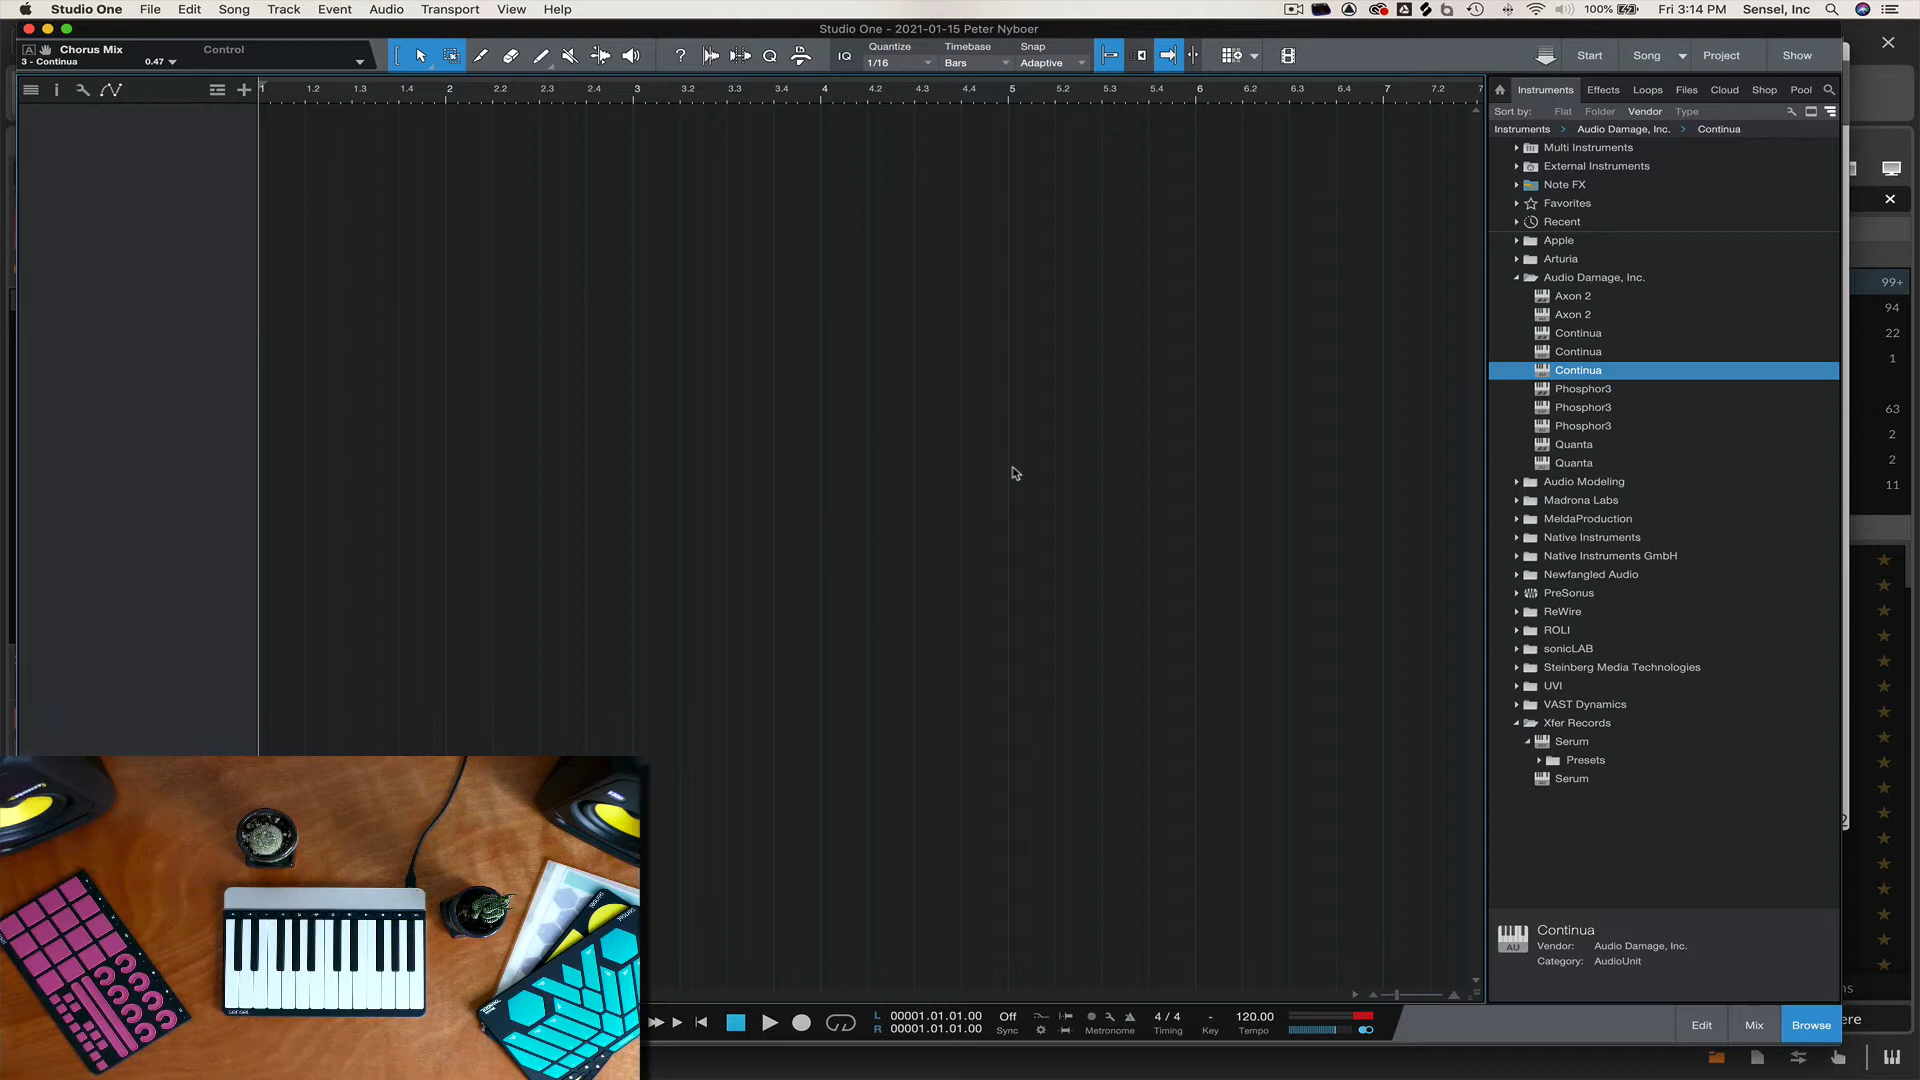 Studio One File Edit Song Track Event Audio Transport View Help
100% Fri 3:14 PM Sensel, Inc
Studio One - 2021-01-15 Peter Nyboer
Chorus Mix Control
3 - Continua 0.47
IQ
Quantize Timebase Snap
1/16 Bars Adaptive
Start Song Project Show
1 1.2 1.3 1.4 2 2.2 2.3 2.4 3 3.2 3.3 3.4 4 4.2 4.3 4.4 5 5.2 5.3 5.4 6 6.2 6.3 6.4 7 7.2 7
Instruments Effects Loops Files Cloud Shop Pool
Sort by: Flat Folder Vendor Type
Instruments > Audio Damage, Inc. > Continua
Multi Instruments
External Instruments
Note FX
Favorites
Recent
Apple
Arturia
Audio Damage, Inc.
Axon 2
Axon 2
Continua
Continua
Continua
Phosphor3
Phosphor3
Phosphor3
Quanta
Quanta
Audio Modeling
Madrona Labs
MeldaProduction
Native Instruments
Native Instruments GmbH
Newfangled Audio
PreSonus
ReWire
ROLI
sonicLAB
Steinberg Media Technologies
UVI
VAST Dynamics
Xfer Records
Serum
Presets
Serum
99+
94
22
1
63
2
2
11
Continua
Vendor: Audio Damage, Inc.
Category: AudioUnit
AU
L 00001.01.01.00 Off 4 / 4 - 120.00
R 00001.01.01.00 Sync Metronome Timing Key Tempo
Edit Mix Browse
ere
sensel